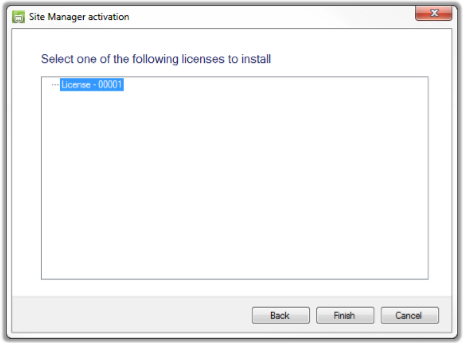 Site Manager activation
Select one of the following licenses to install
License - 00001
Back Finish Cancel